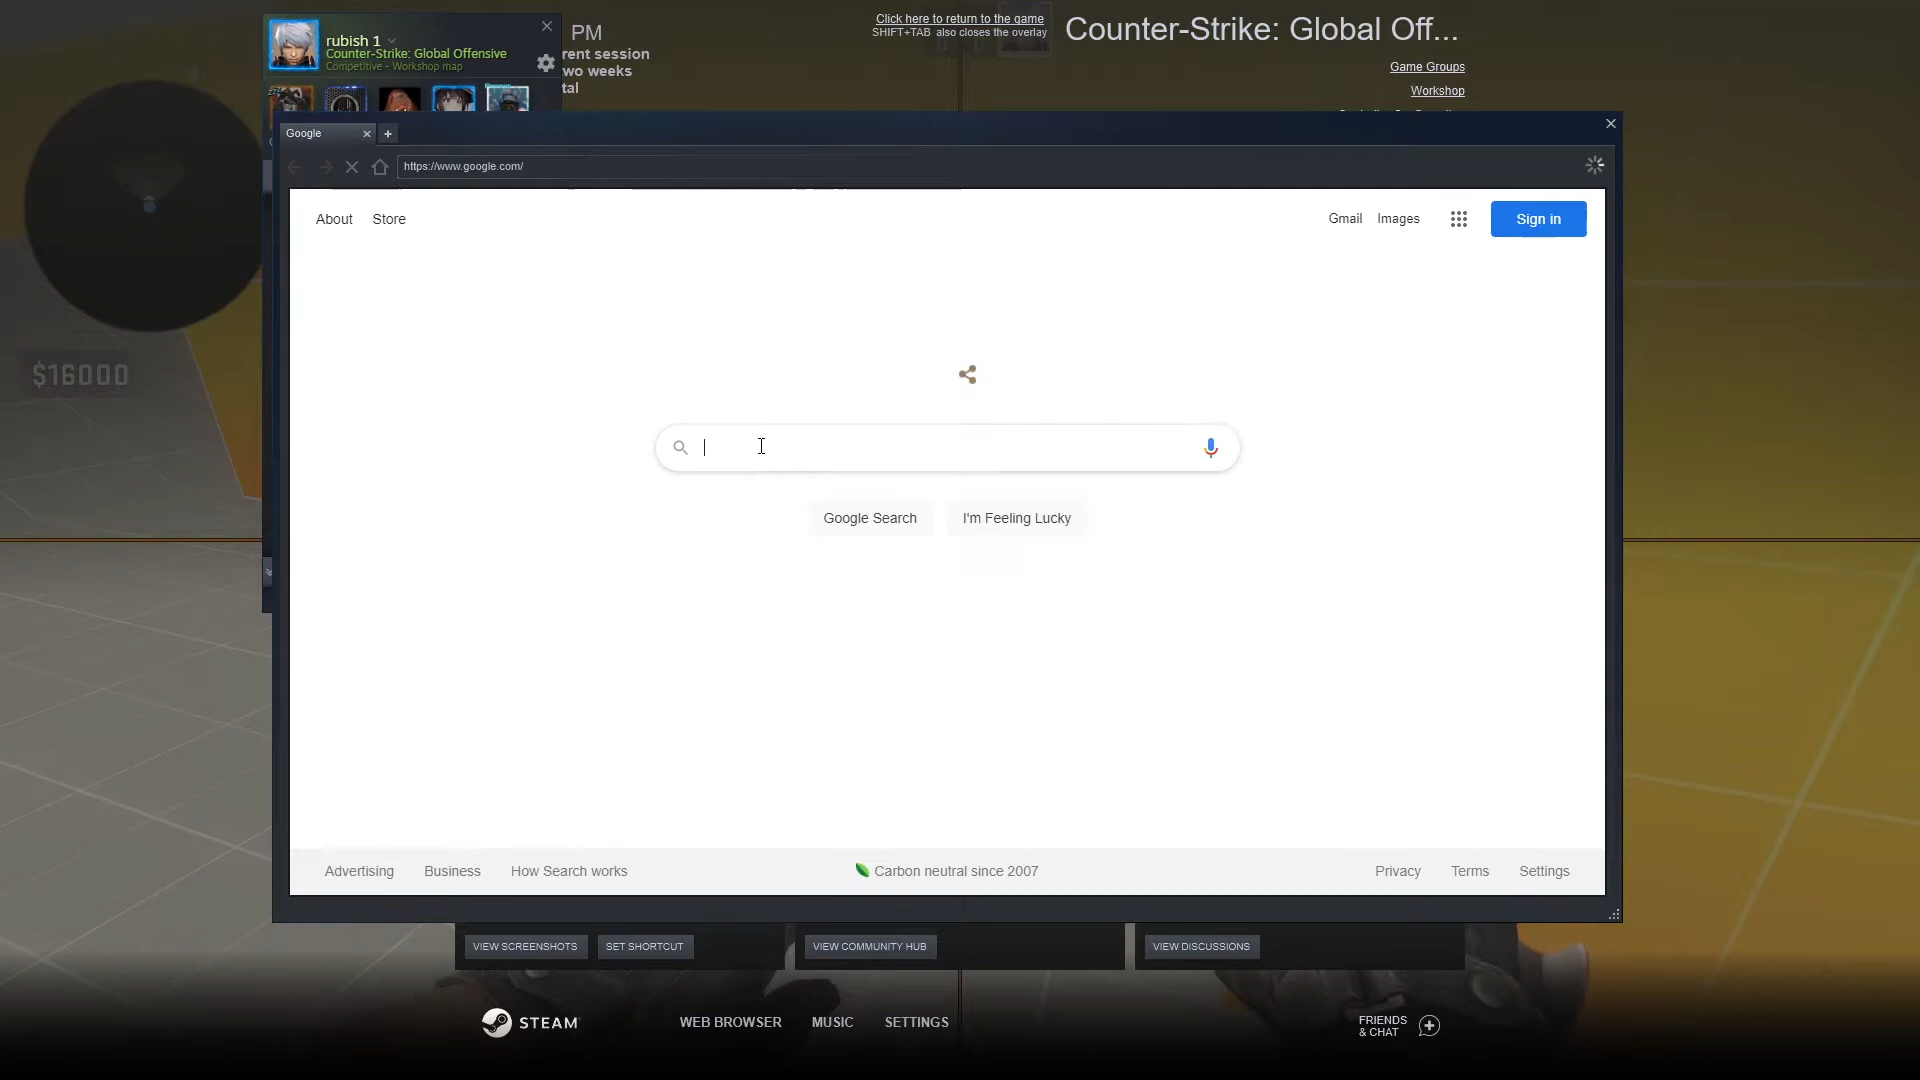 rubish 1
Counter-Strike: Global Offensive
Competitive - Workshop map
PM
rent session
wo weeks
tal
Click here to return to the game
SHIFT+TAB also closes the overlay
Counter-Strike: Global Off...
Game Groups
Workshop
Google
https://www.google.com/
About Store
Gmail Images Sign in
$16000
Google Search I'm Feeling Lucky
Advertising Business How Search works
Carbon neutral since 2007
Privacy Terms Settings
VIEW SCREENSHOTS SET SHORTCUT
VIEW COMMUNITY HUB
VIEW DISCUSSIONS
STEAM
WEB BROWSER MUSIC SETTINGS
FRIENDS
& CHAT